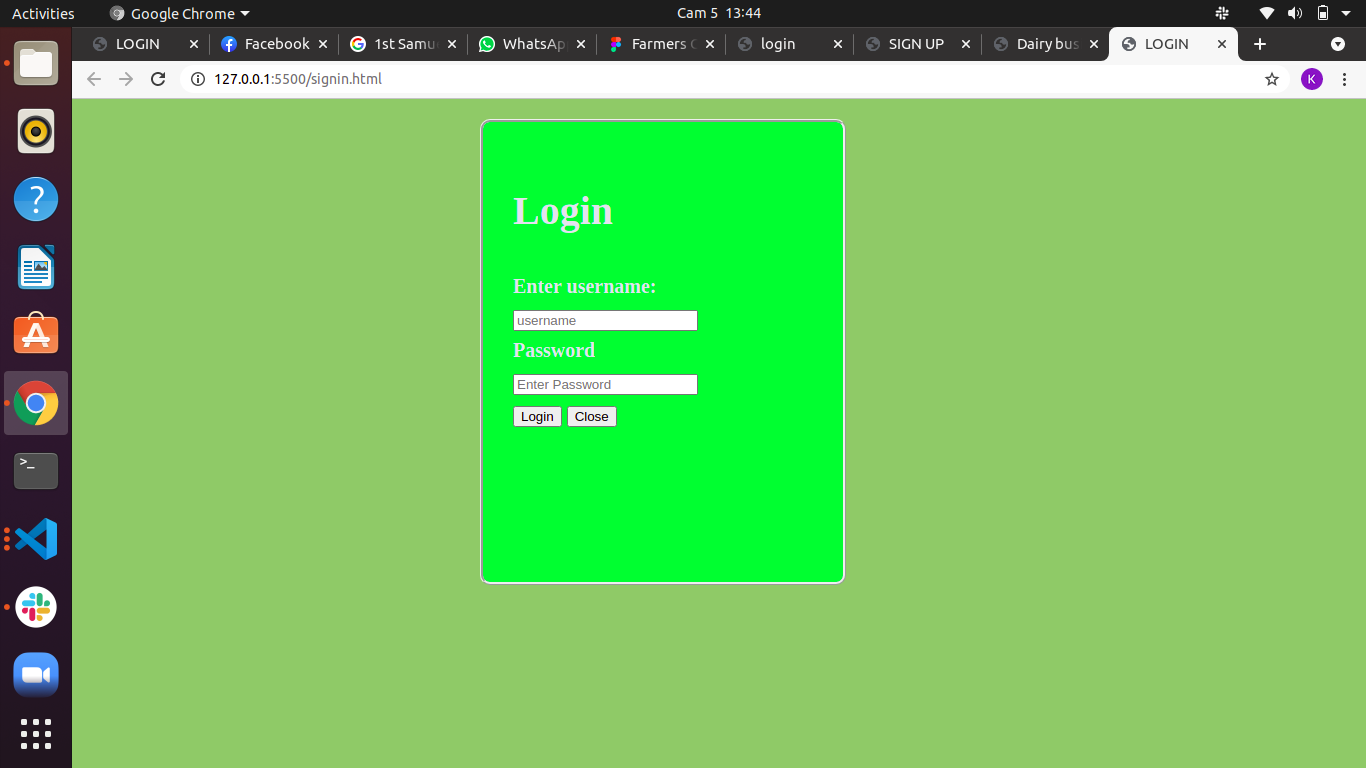 Activities Google Chrome Cam 5 13:44
LOGIN Facebook 1st Samu WhatsAp Farmers login SIGN UP Dairy bus LOGIN
127.0.0.1:5500/signin.html K
Login
Enter username:
username
Password
Enter Password
Login Close